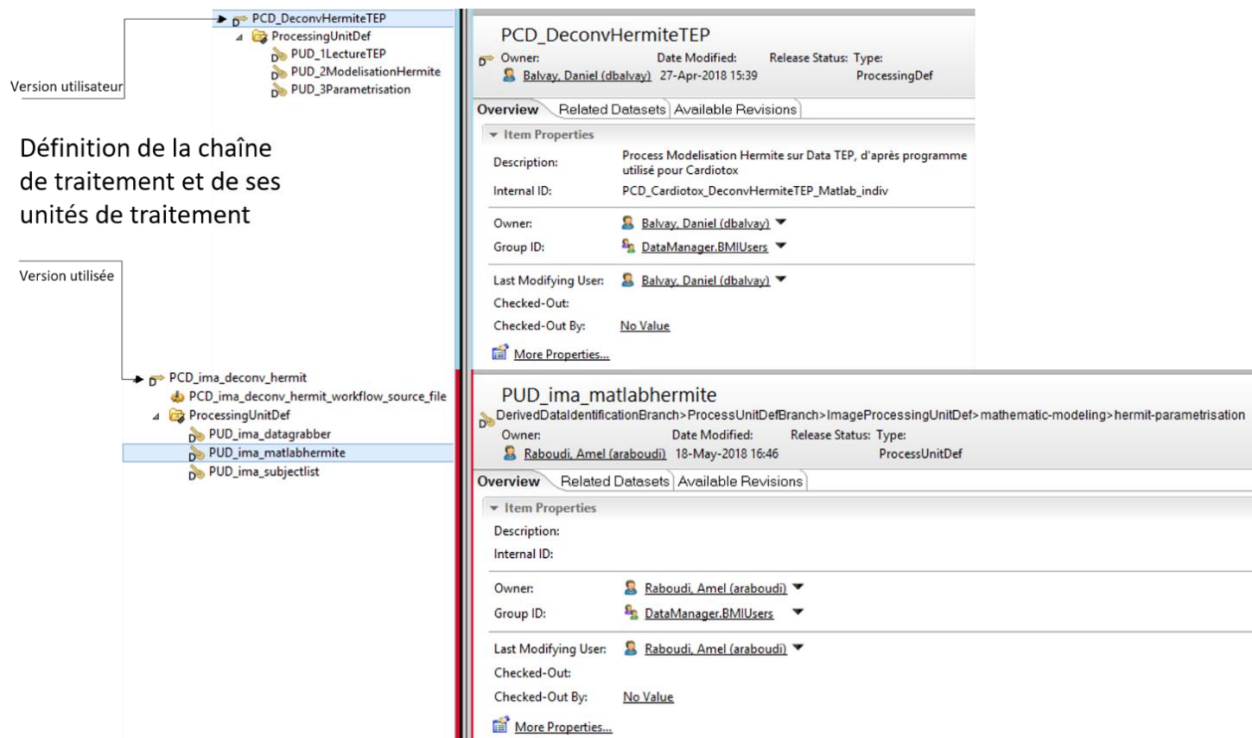 PCD_DeconvHermiteTEP
ProcessingUnitDef
PUD_1LectureTEP
PUD_2ModelisationHermite
PUD_3Parametrisation
Version utilisateur
Définition de la chaîne
de traitement et de ses
unités de traitement
Version utilisée
PCD_ima_deconv_hermit
PCD_ima_deconv_hermit_workflow_source_file
ProcessingUnitDef
PUD_ima_datagrabber
PUD_ima_matlabhermite
PUD_ima_subjectlist
PCD_DeconvHermiteTEP
Owner: Date Modified: Release Status: Type:
Balvay, Daniel (dbalvay) 27-Apr-2018 15:39 ProcessingDef
Overview Related Datasets Available Revisions
Item Properties
Description: Process Modelisation Hermite sur Data TEP, d'après programme
utilisé pour Cardiotox
Internal ID: PCD_Cardiotox_DeconvHermiteTEP_Matlab_indiv
Owner: Balvay, Daniel (dbalvay)
Group ID: DataManager.BMIUsers
Last Modifying User: Balvay, Daniel (dbalvay)
Checked-Out:
Checked-Out By: No Value
More Properties...
PUD_ima_matlabhermite
DerivedDataIdentificationBranch>ProcessUnitDefBranch>ImageProcessingUnitDef>mathematic-modeling>hermit-parametrisation
Owner: Date Modified: Release Status: Type:
Raboudi, Amel (araboudi) 18-May-2018 16:46 ProcessUnitDef
Overview Related Datasets Available Revisions
Item Properties
Description:
Internal ID:
Owner: Raboudi, Amel (araboudi)
Group ID: DataManager.BMIUsers
Last Modifying User: Raboudi, Amel (araboudi)
Checked-Out:
Checked-Out By: No Value
More Properties...